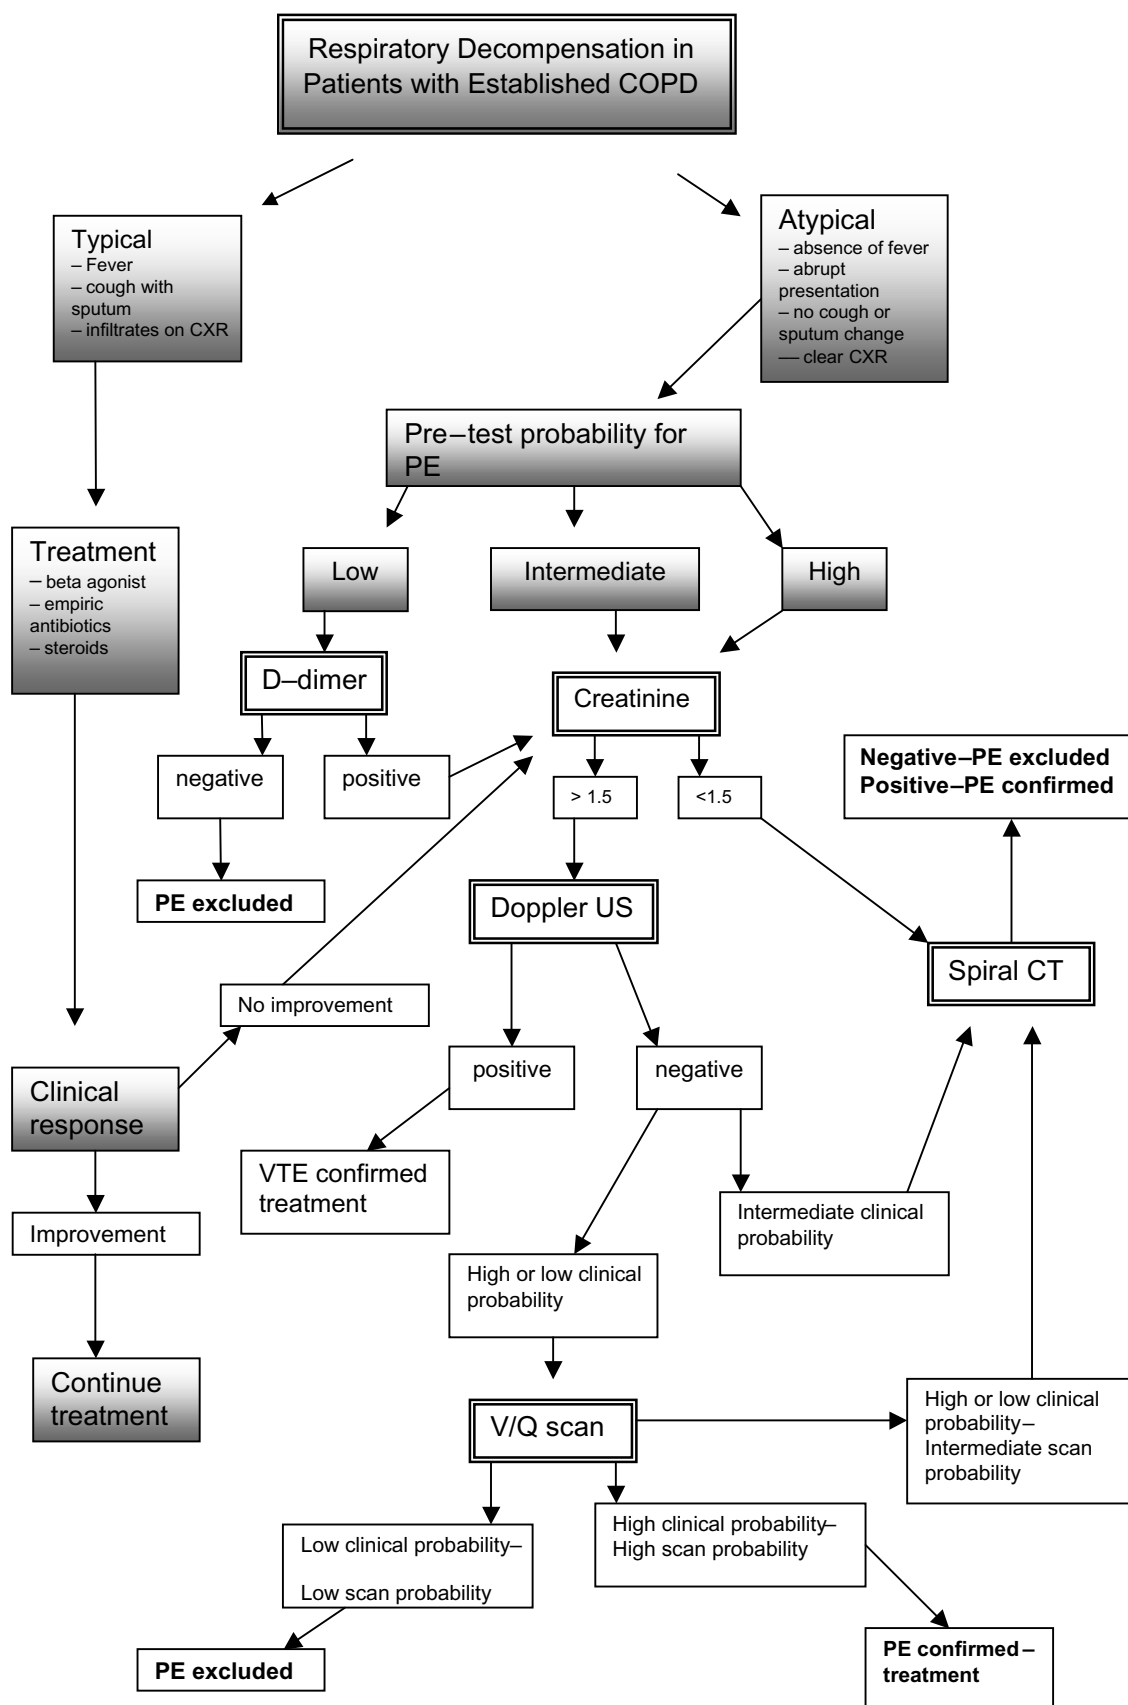 Respiratory Decompensation in
Patients with Established COPD
Typical
– Fever
– cough with
sputum
– infiltrates on CXR
Atypical
– absence of fever
– abrupt
presentation
– no cough or
sputum change
— clear CXR
Pre–test probability for
PE
Treatment
– beta agonist
– empiric
antibiotics
– steroids
Low
Intermediate
High
D–dimer
Creatinine
negative
positive
> 1.5
<1.5
Negative–PE excluded
Positive–PE confirmed
PE excluded
Doppler US
Spiral CT
No improvement
positive
negative
Clinical
response
VTE confirmed
treatment
Intermediate clinical
probability
Improvement
High or low clinical
probability
Continue
treatment
V/Q scan
High or low clinical
probability–
Intermediate scan
probability
Low clinical probability–
Low scan probability
High clinical probability–
High scan probability
PE excluded
PE confirmed–
treatment